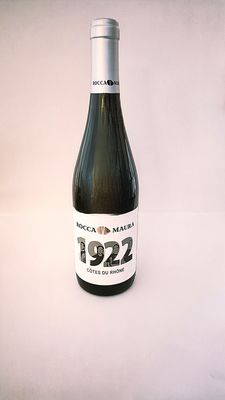 ROCCA MAURA
ROCCA MAURA
1922
CÔTES DU RHÔNE